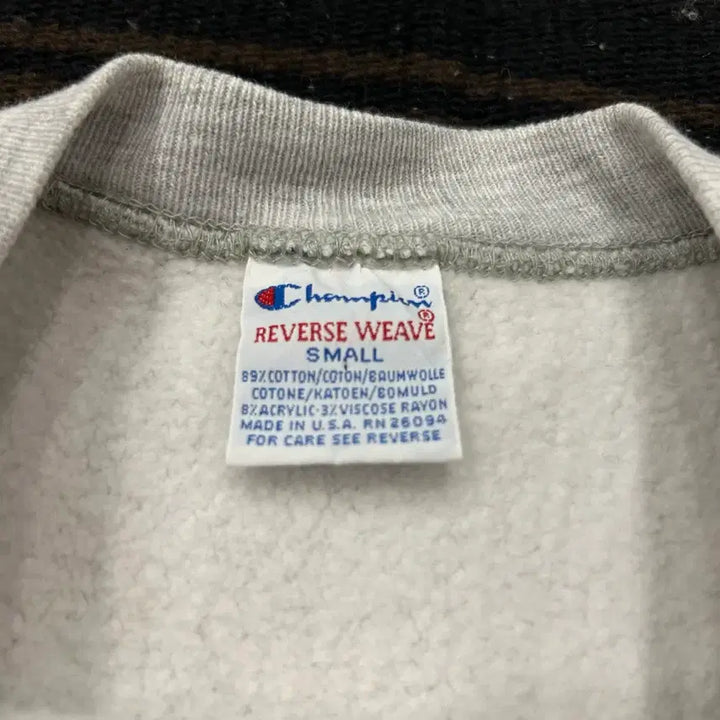 Champion®
REVERSE WEAVE®
SMALL
89% COTTON/COTON/BAUMWOLLE
COTONE/KATOEN/BOMULD
8% ACRYLIC·3% VISCOSE RAYON
MADE IN U.S.A. RN 26094
FOR CARE SEE REVERSE